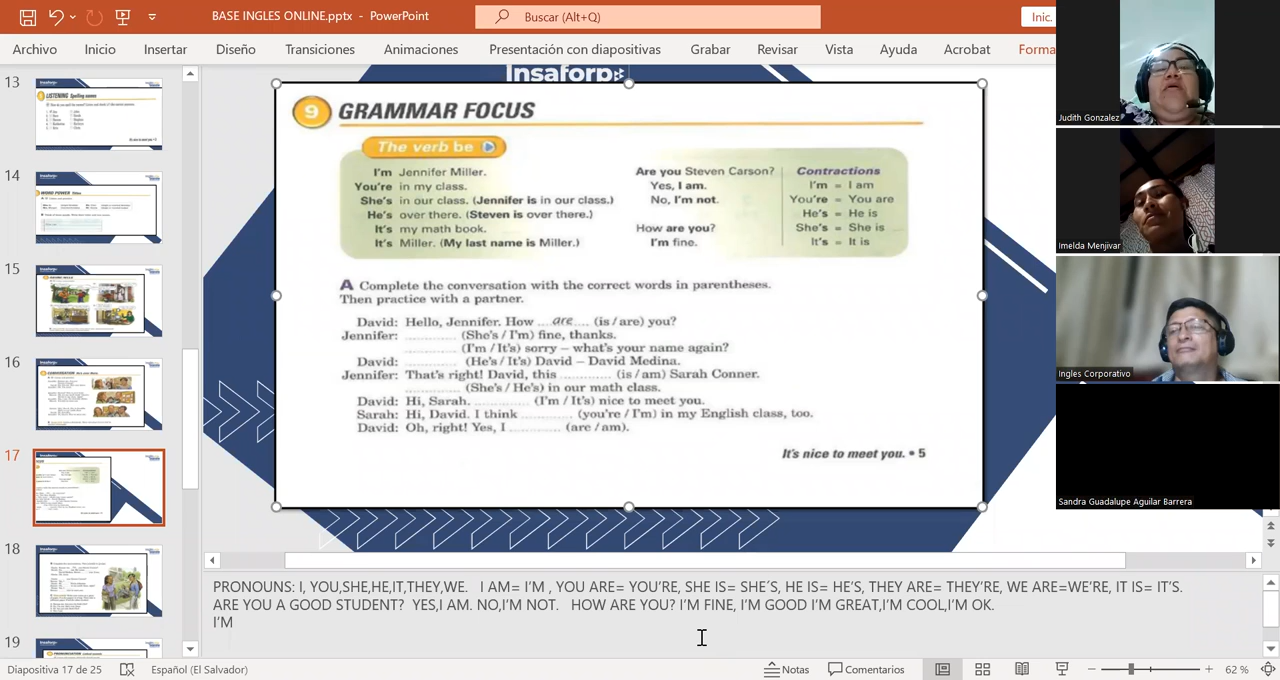 BASE INGLES ONLINE.pptx - PowerPoint
Buscar (Alt+Q)
Inic.
Archivo Inicio Insertar Diseño Transiciones Animaciones Presentación con diapositivas Grabar Revisar Vista Ayuda Acrobat Forma
13
14
15
16
17
18
19
Insaforp
9 GRAMMAR FOCUS
The verb be
I'm Jennifer Miller.
You're in my class.
She's in our class. (Jennifer is in our class.)
He's over there. (Steven is over there.)
It's my math book.
It's Miller. (My last name is Miller.)
Are you Steven Carson?
Yes, I am.
No, I'm not.
How are you?
I'm fine.
Contractions
I'm = I am
You're = You are
He's = He is
She's = She is
It's = It is
A Complete the conversation with the correct words in parentheses.
Then practice with a partner.
David: Hello, Jennifer. How ....are.... (is / are) you?
Jennifer: ............ (She's / I'm) fine, thanks.
............ (I'm / It's) sorry – what's your name again?
David: ............ (He's / It's) David – David Medina.
Jennifer: That's right! David, this ............ (is / am) Sarah Conner.
............ (She's / He's) in our math class.
David: Hi, Sarah. ............ (I'm / It's) nice to meet you.
Sarah: Hi, David. I think ............ (you're / I'm) in my English class, too.
David: Oh, right! Yes, I ............ (are / am).
It's nice to meet you. • 5
PRONOUNS: I, YOU,SHE,HE,IT,THEY,WE. I AM= I'M , YOU ARE= YOU'RE. SHE IS= SHE'S, HE IS= HE'S, THEY ARE= THEY'RE, WE ARE=WE'RE, IT IS= IT'S.
ARE YOU A GOOD STUDENT? YES,I AM. NO,I'M NOT. HOW ARE YOU? I'M FINE, I'M GOOD I'M GREAT,I'M COOL,I'M OK.
I'M
Judith Gonzalez
Imelda Menjivar
Ingles Corporativo
Sandra Guadalupe Aguilar Barrera
Diapositiva 17 de 25 Español (El Salvador) Notas Comentarios 62 %